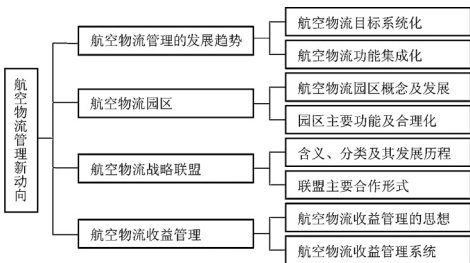 航空物流管理新动向
航空物流管理的发展趋势
航空物流目标系统化
航空物流功能集成化
航空物流园区
航空物流园区概念及发展
园区主要功能及合理化
航空物流战略联盟
含义、分类及其发展历程
联盟主要合作形式
航空物流收益管理
航空物流收益管理的思想
航空物流收益管理系统